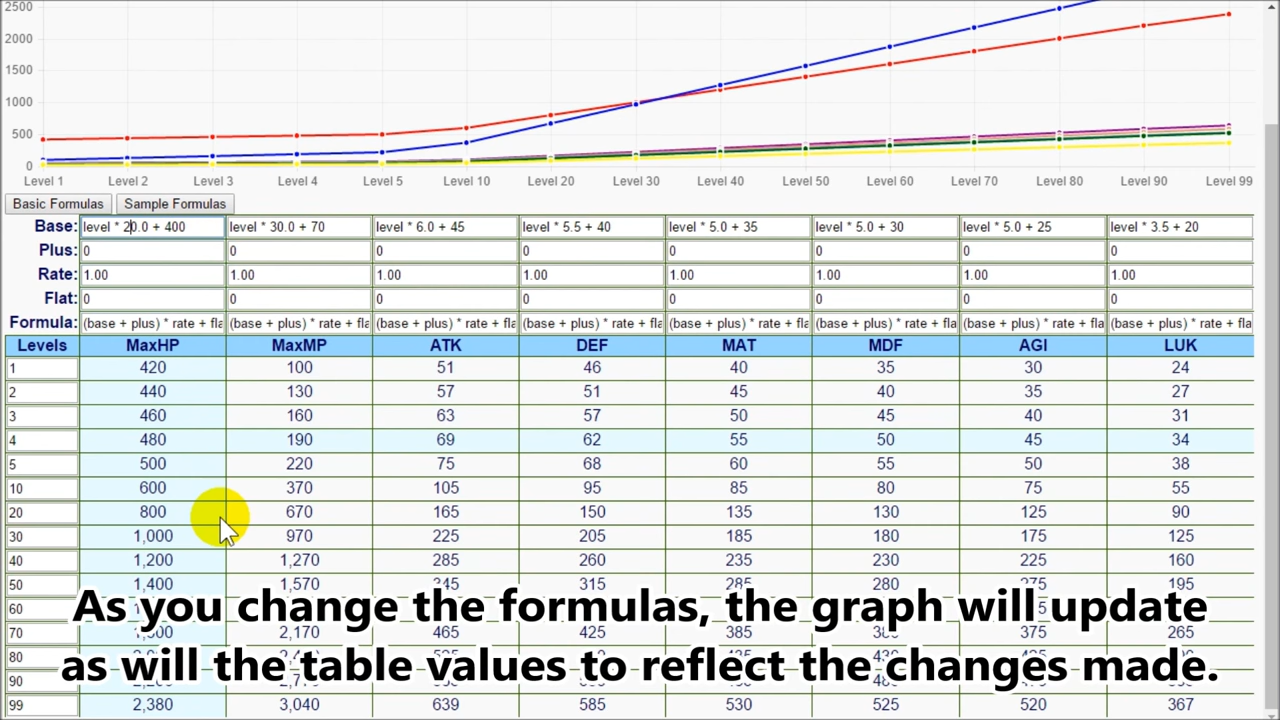 2500
2000
1500
1000
500
0
Level 1 Level 2 Level 3 Level 4 Level 5 Level 10 Level 20 Level 30 Level 40 Level 50 Level 60 Level 70 Level 80 Level 90 Level 99
Basic Formulas Sample Formulas
Base: level * 20.0 + 400 level * 30.0 + 70 level * 6.0 + 45 level * 5.5 + 40 level * 5.0 + 35 level * 5.0 + 30 level * 5.0 + 25 level * 3.5 + 20
Plus: 0 0 0 0 0 0 0 0
Rate: 1.00 1.00 1.00 1.00 1.00 1.00 1.00 1.00
Flat: 0 0 0 0 0 0 0 0
Formula: (base + plus) * rate + fla (base + plus) * rate + fla (base + plus) * rate + fla (base + plus) * rate + fla (base + plus) * rate + fla (base + plus) * rate + fla (base + plus) * rate + fla (base + plus) * rate + fla
Levels MaxHP MaxMP ATK DEF MAT MDF AGI LUK
1 420 100 51 46 40 35 30 24
2 440 130 57 51 45 40 35 27
3 460 160 63 57 50 45 40 31
4 480 190 69 62 55 50 45 34
5 500 220 75 68 60 55 50 38
10 600 370 105 95 85 80 75 55
20 800 670 165 150 135 130 125 90
30 1,000 970 225 205 185 180 175 125
40 1,200 1,270 285 260 235 230 225 160
50 1,400 1,570 345 315 285 280 275 195
As you change the formulas, the graph will update
60
70 2,170 465 425 385 375 265
as will the table values to reflect the changes made.
80
90
99 2,380 3,040 639 585 530 525 520 367